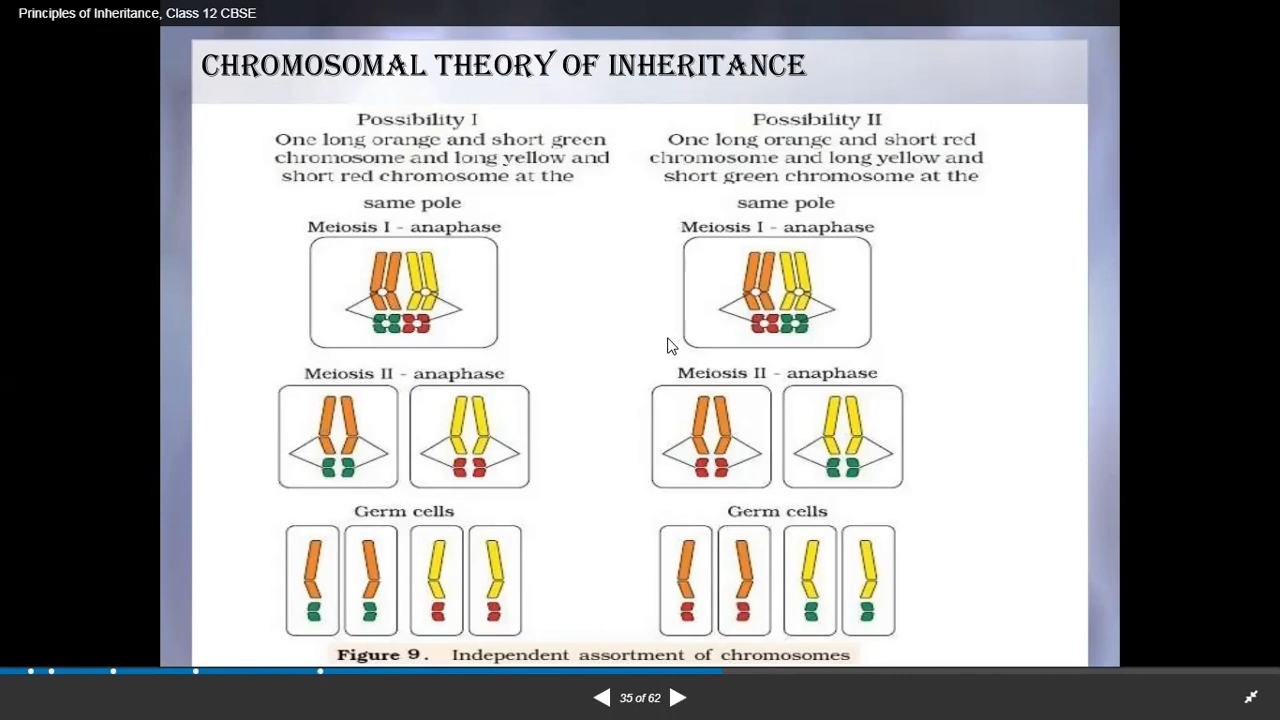 Principles of Inheritance, Class 12 CBSE
CHROMOSOMAL THEORY OF INHERITANCE
Possibility I
One long orange and short green
chromosome and long yellow and
short red chromosome at the
same pole
Meiosis I - anaphase
Meiosis II - anaphase
Germ cells
Possibility II
One long orange and short red
chromosome and long yellow and
short green chromosome at the
same pole
Meiosis I - anaphase
Meiosis II - anaphase
Germ cells
Figure 9. Independent assortment of chromosomes
35 of 62